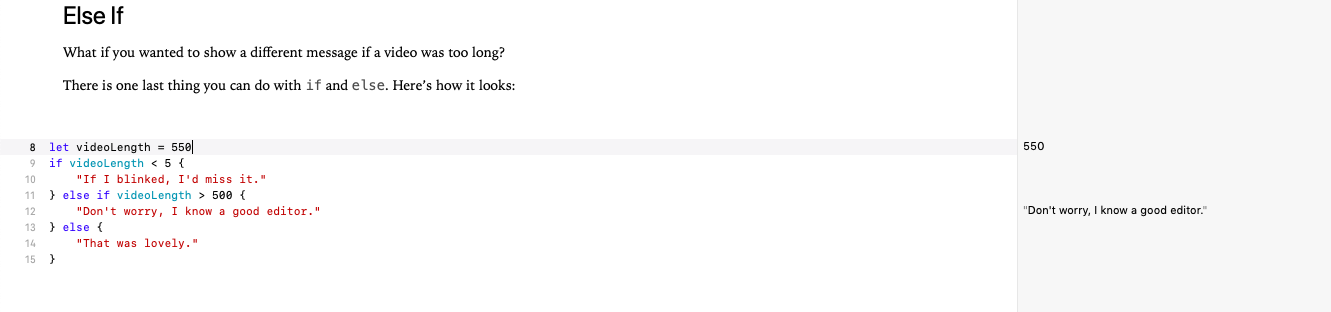 Else If
What if you wanted to show a different message if a video was too long?
There is one last thing you can do with if and else. Here’s how it looks:
8 let videoLength = 550 550
9 if videoLength < 5 {
10 "If I blinked, I'd miss it."
11 } else if videoLength > 500 {
12 "Don't worry, I know a good editor." "Don't worry, I know a good editor."
13 } else {
14 "That was lovely."
15 }